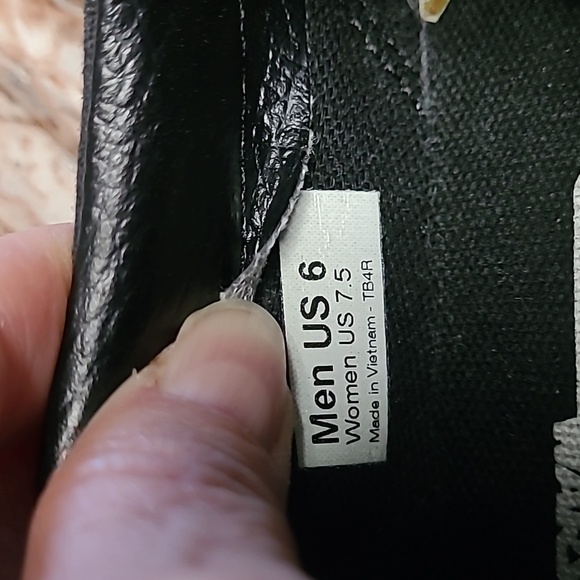 Men US 6
Women US 7.5
Made in Vietnam - TB4R